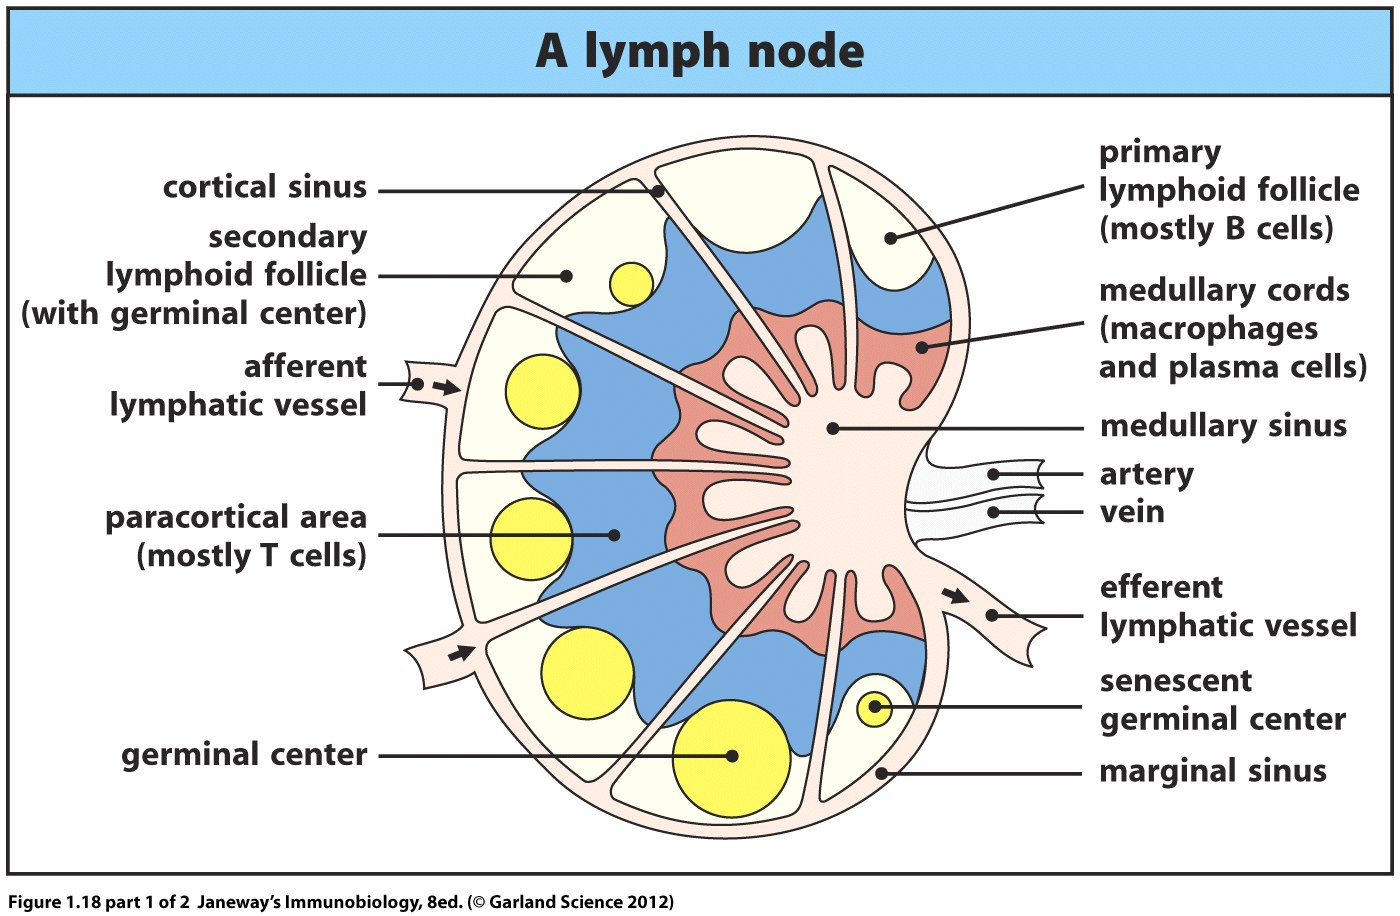 A lymph node
cortical sinus
secondary
lymphoid follicle
(with germinal center)
afferent
lymphatic vessel
paracortical area
(mostly T cells)
germinal center
primary
lymphoid follicle
(mostly B cells)
medullary cords
(macrophages
and plasma cells)
medullary sinus
artery
vein
efferent
lymphatic vessel
senescent
germinal center
marginal sinus
Figure 1.18 part 1 of 2 Janeway’s Immunobiology, 8ed. (© Garland Science 2012)